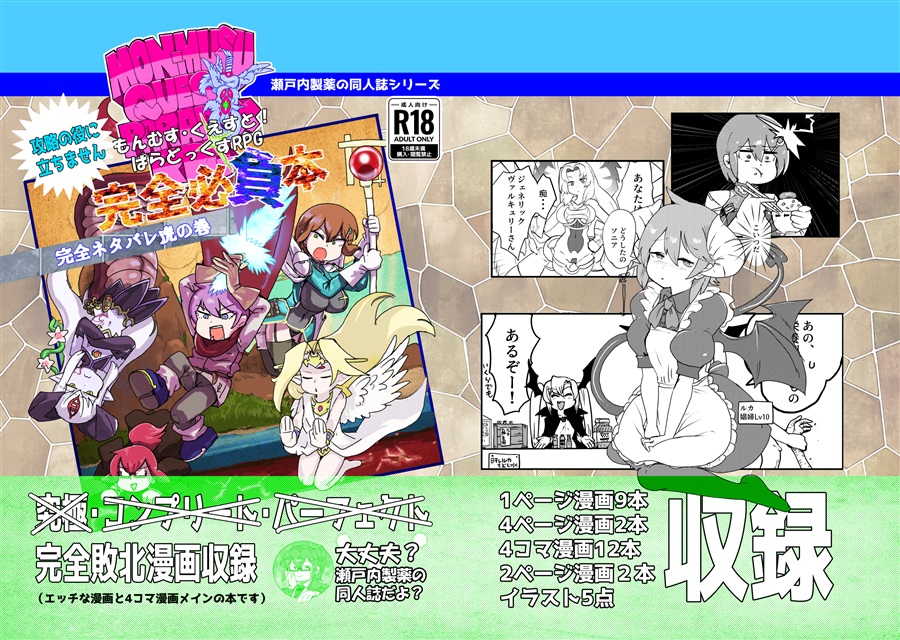 MON-MUSU
QUEST
瀬戸内製薬の同人誌シリーズ
攻略の役に
立ちません
もんむす・くえすと!
ぱらどっくすRPG
成人向け
R18
ADULT ONLY
18歳未満
購入・閲覧禁止
完全必員本
完全ネタバレ虎の巻
究極・コンプリート・パーフェクト
完全敗北漫画収録
(エッチな漫画と4コマ漫画メインの本です)
大丈夫?
瀬戸内製薬の
同人誌だよ?
あなたは
どうしたの
ソニア
ジェネリック
ヴァルキュリーさん
痴・・
あるぞー!
いくらでも
あの、
の
ルカ
娼婦Lv10
1ページ漫画9本
4ページ漫画2本
4コマ漫画12本
2ページ漫画2本
イラスト5点
収録